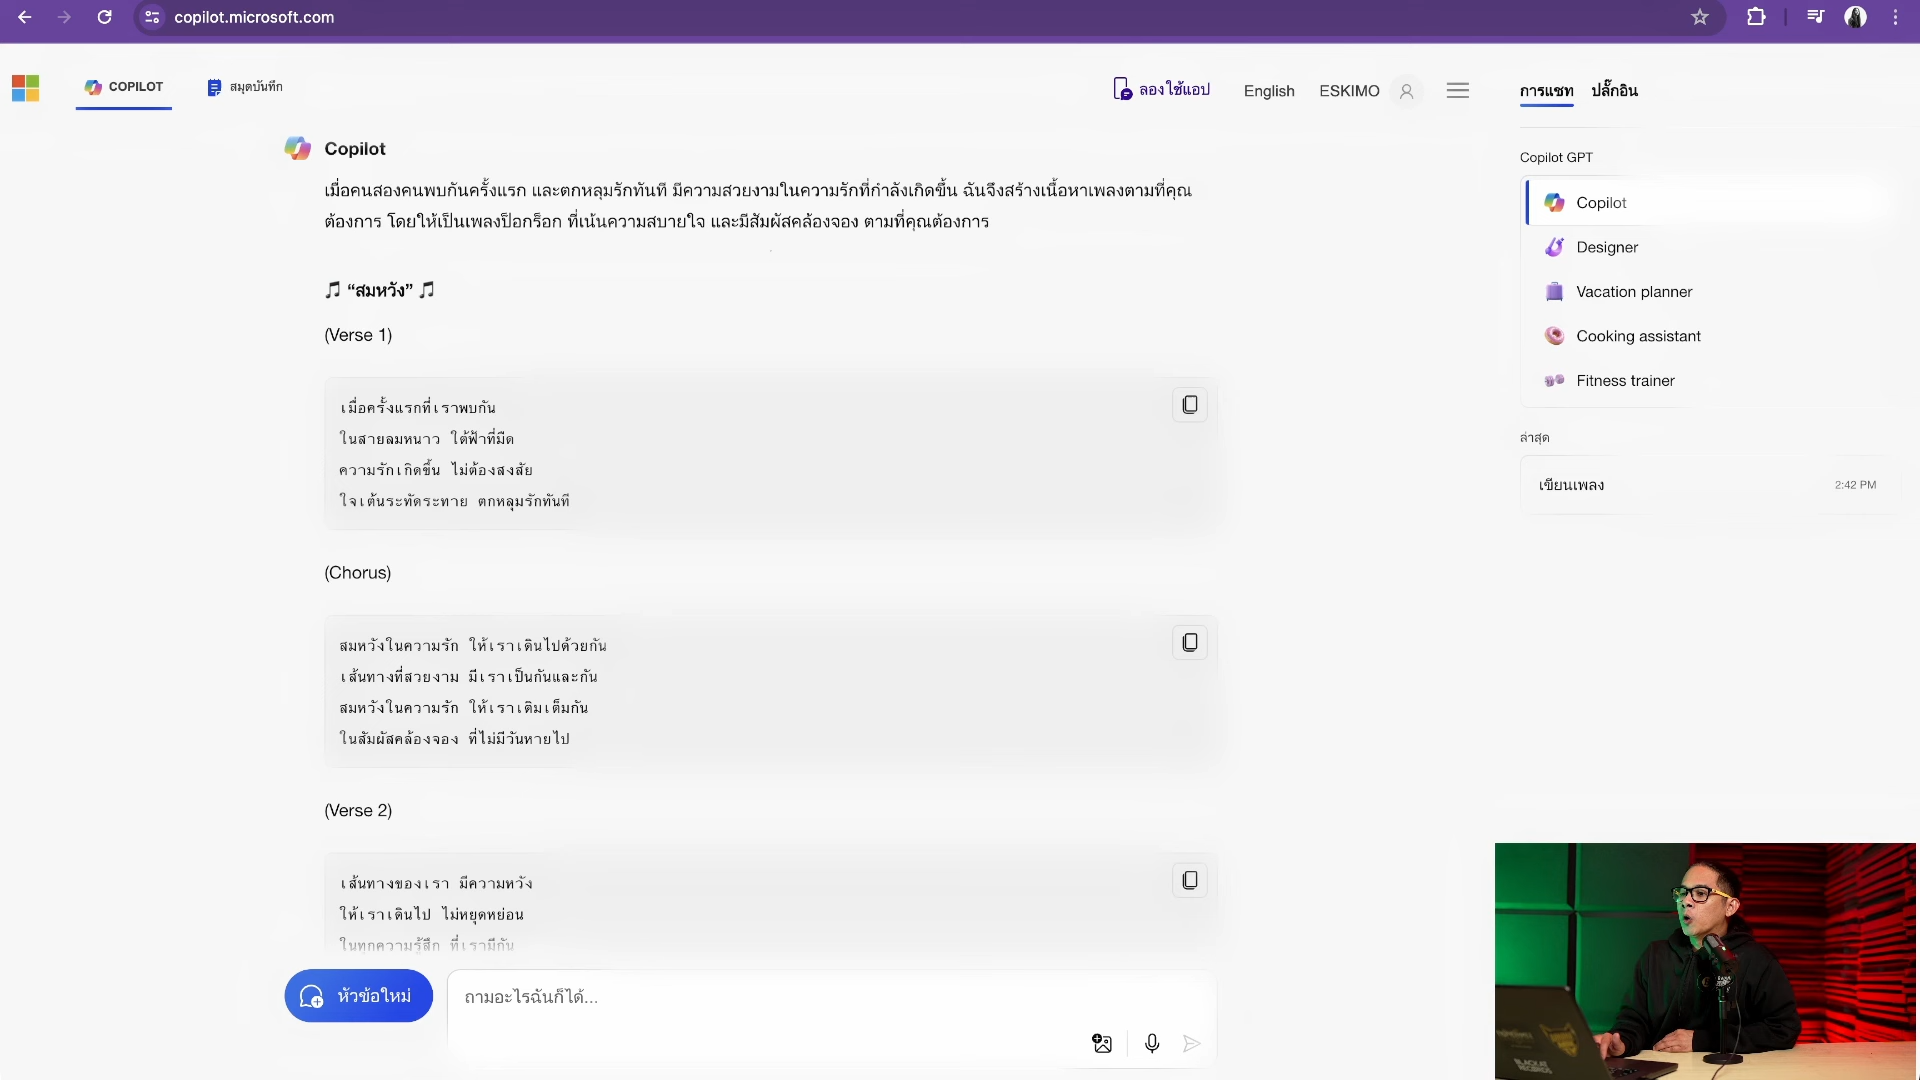 copilot.microsoft.com
COPILOT
สมุดบันทึก
ลองใช้แอป
English
ESKIMO
การแชท
ปลั๊กอิน
Copilot
เมื่อคนสองคนพบกันครั้งแรก และตกหลุมรักทันที มีความสวยงามในความรักที่กำลังเกิดขึ้น ฉันจึงสร้างเนื้อหาเพลงตามที่คุณ
ต้องการ โดยให้เป็นเพลงป็อกร็อก ที่เน้นความสบายใจ และมีสัมผัสคล้องจอง ตามที่คุณต้องการ
🎵 “สมหวัง” 🎵
(Verse 1)
เมื่อครั้งแรกที่เราพบกัน
ในสายลมหนาว ใต้ฟ้าที่มืด
ความรักเกิดขึ้น ไม่ต้องสงสัย
ใจเต้นระทัดระทาย ตกหลุมรักทันที
(Chorus)
สมหวังในความรัก ให้เราเดินไปด้วยกัน
เส้นทางที่สวยงาม มีเราเป็นกันและกัน
สมหวังในความรัก ให้เราเติมเต็มกัน
ในสัมผัสคล้องจอง ที่ไม่มีวันหายไป
(Verse 2)
เส้นทางของเรา มีความหวัง
ให้เราเดินไป ไม่หยุดหย่อน
ในทุกความรู้สึก ที่เรามีกัน
หัวข้อใหม่
ถามอะไรฉันก็ได้...
Copilot GPT
Copilot
Designer
Vacation planner
Cooking assistant
Fitness trainer
ล่าสุด
เขียนเพลง
2:42 PM